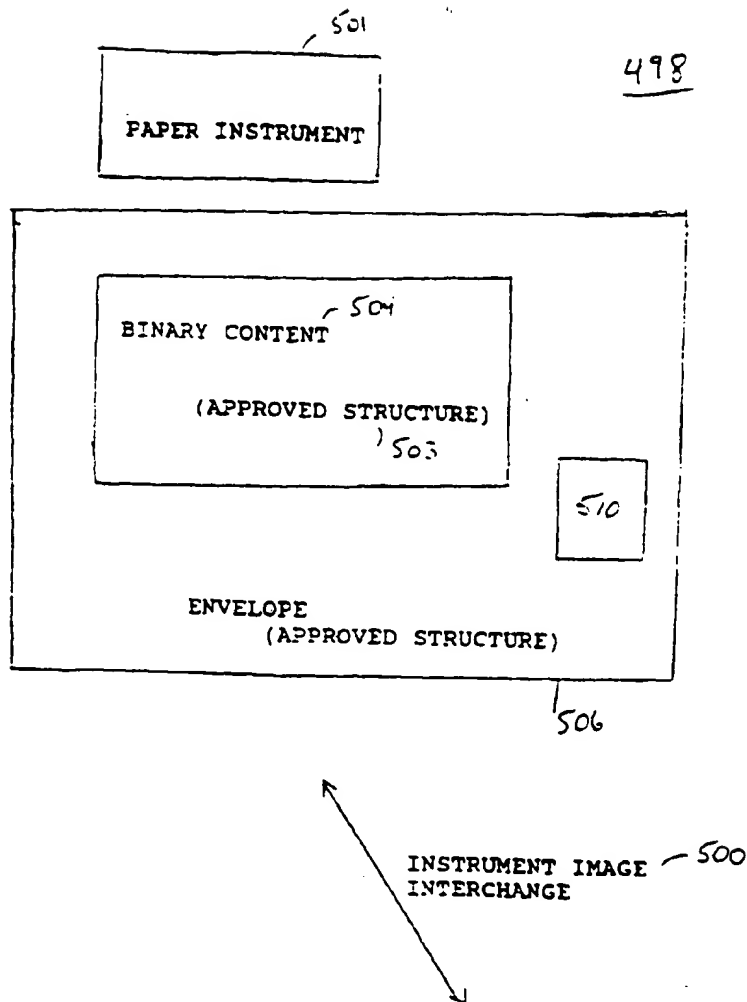 501
498
PAPER INSTRUMENT
BINARY CONTENT 504
(APPROVED STRUCTURE)
503
510
ENVELOPE
(APPROVED STRUCTURE)
506
INSTRUMENT IMAGE 500
INTERCHANGE